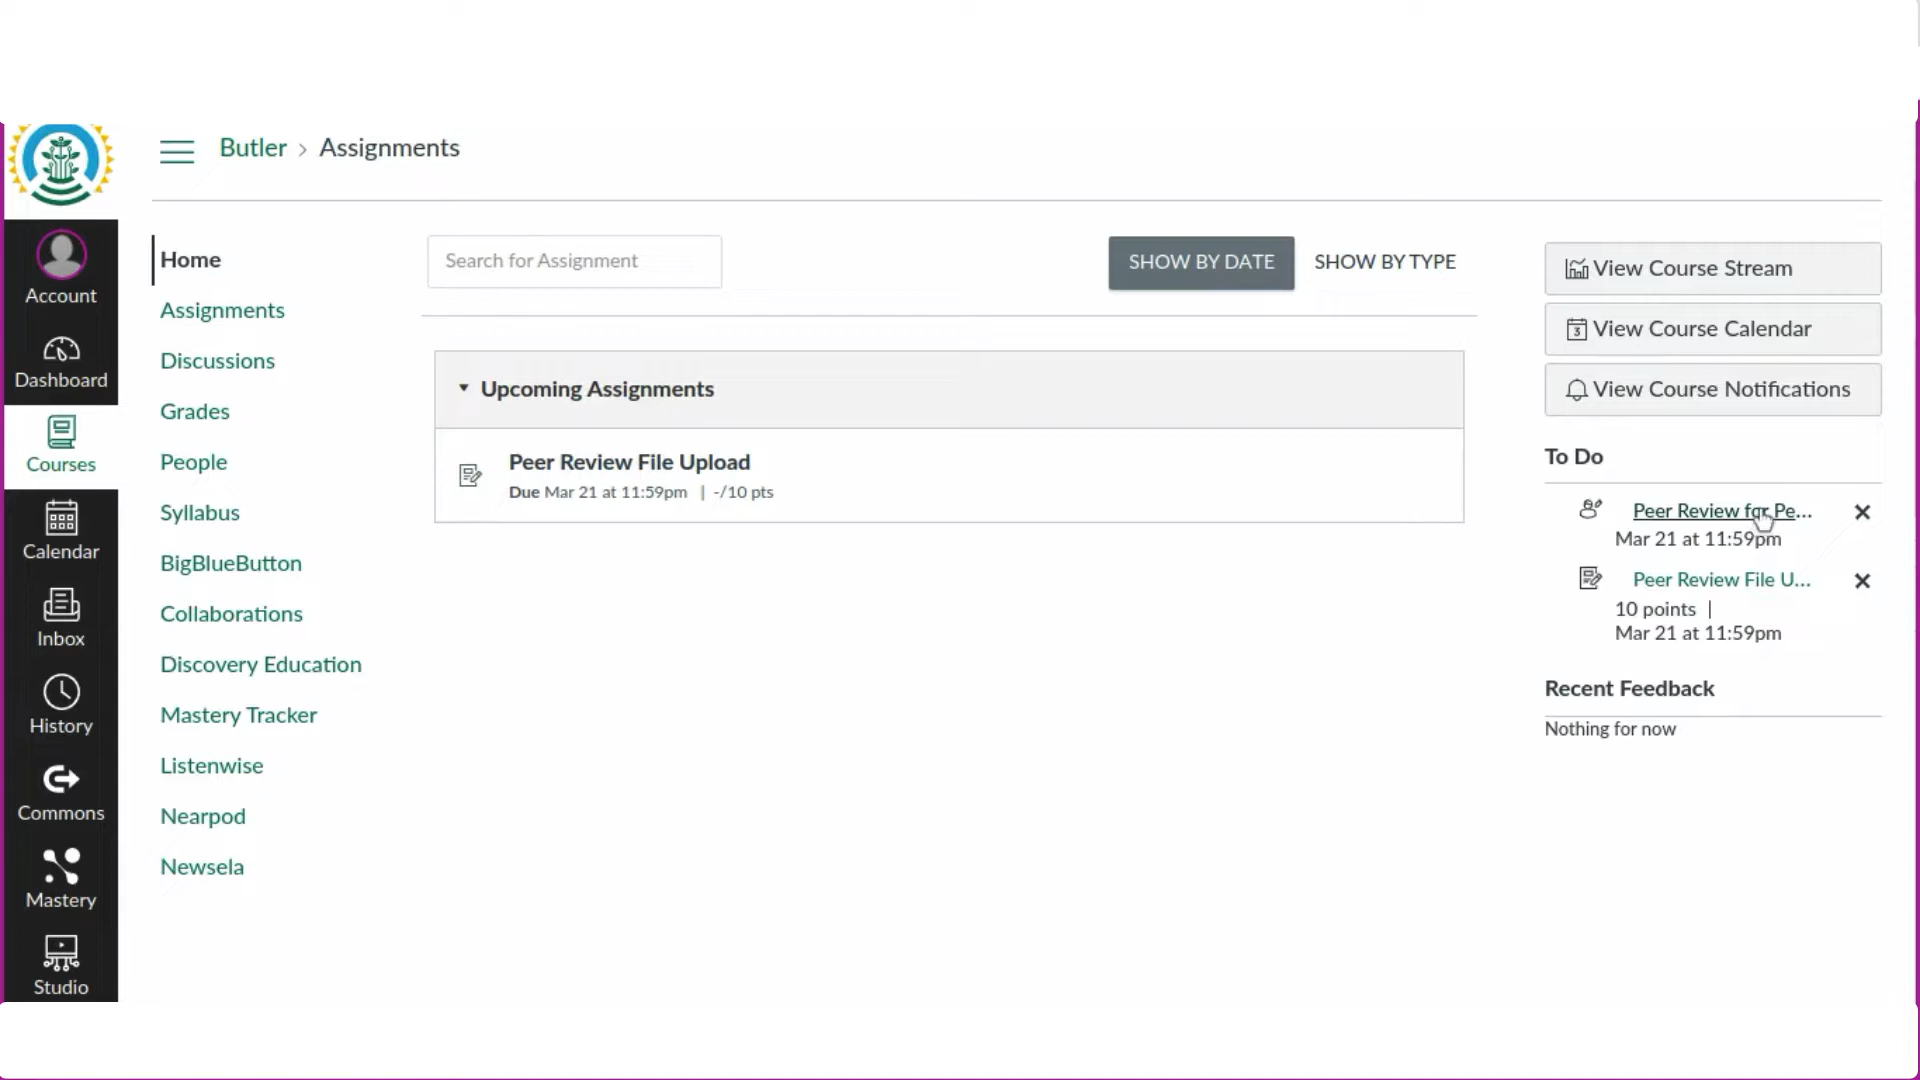 Butler > Assignments
Account
Dashboard
Courses
Calendar
Inbox
History
Commons
Mastery
Studio
Home
Assignments
Discussions
Grades
People
Syllabus
BigBlueButton
Collaborations
Discovery Education
Mastery Tracker
Listenwise
Nearpod
Newsela
Search for Assignment
SHOW BY DATE
SHOW BY TYPE
Upcoming Assignments
Peer Review File Upload
Due Mar 21 at 11:59pm | -/10 pts
View Course Stream
3 View Course Calendar
View Course Notifications
To Do
Peer Review for Pe...
Mar 21 at 11:59pm
Peer Review File U...
10 points |
Mar 21 at 11:59pm
Recent Feedback
Nothing for now